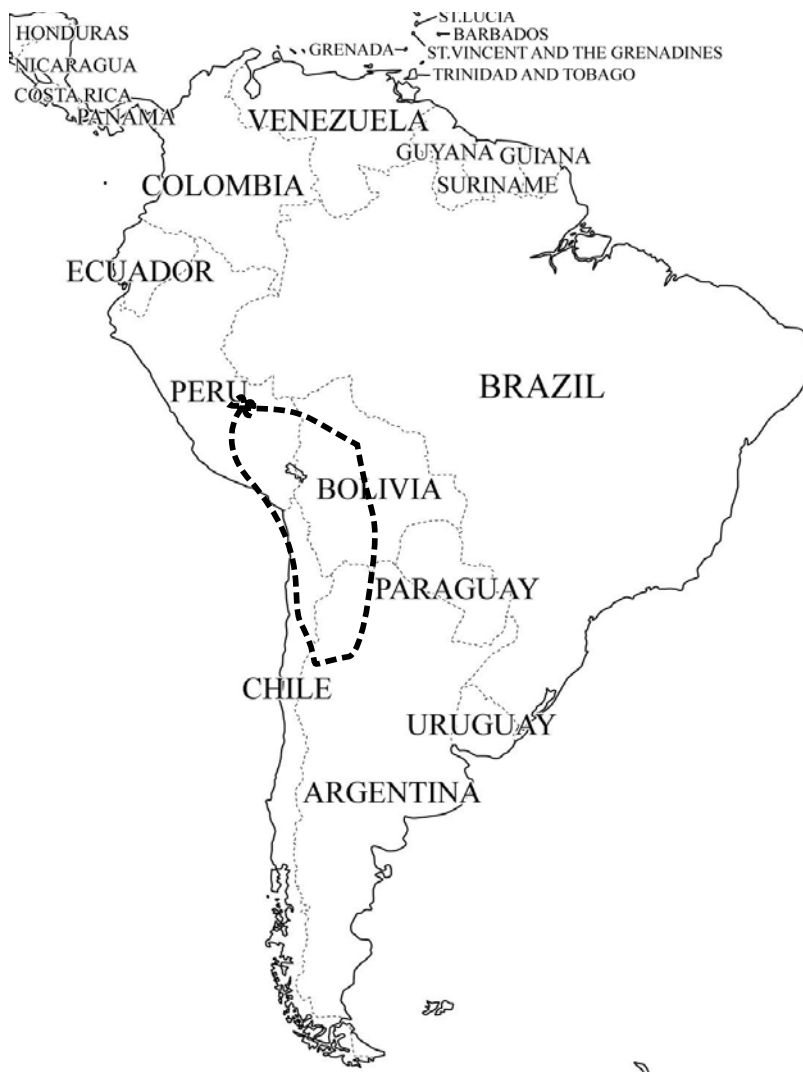 ST.LUCIA
HONDURAS
BARBADOS
GRENADA
ST.VINCENT AND THE GRENADINES
NICARAGUA
TRINIDAD AND TOBAGO
COSTA RICA
PANAMA
VENEZUELA
GUYANA
GUIANA
COLOMBIA
SURINAME
ECUADOR
PERU
BRAZIL
BOLIVIA
PARAGUAY
CHILE
URUGUAY
ARGENTINA